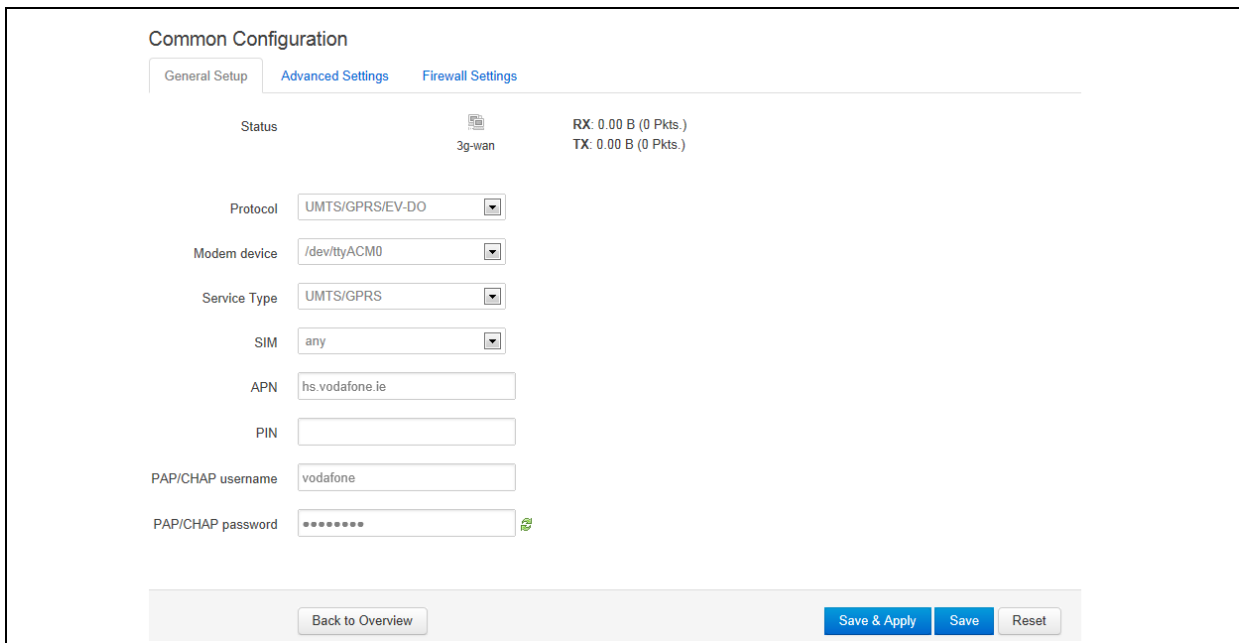 Common Configuration
General Setup Advanced Settings Firewall Settings
Status 3g-wan RX: 0.00 B (0 Pkts.)
TX: 0.00 B (0 Pkts.)
Protocol UMTS/GPRS/EV-DO
Modem device /dev/ttyACM0
Service Type UMTS/GPRS
SIM any
APN hs.vodafone.ie
PIN
PAP/CHAP username vodafone
PAP/CHAP password ●●●●●●●●
Back to Overview Save & Apply Save Reset